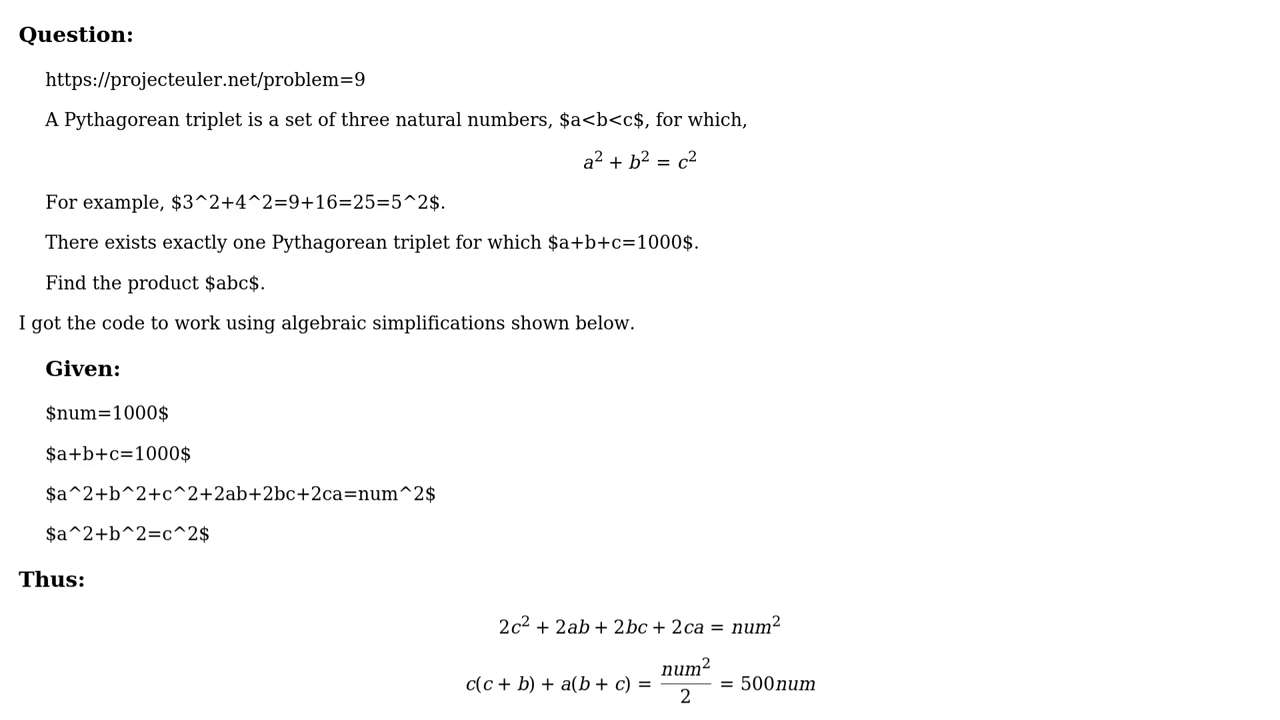 Question:
https://projecteuler.net/problem=9
A Pythagorean triplet is a set of three natural numbers, $a<b<c$, for which,
a² + b² = c²
For example, $3^2+4^2=9+16=25=5^2$.
There exists exactly one Pythagorean triplet for which $a+b+c=1000$.
Find the product $abc$.
I got the code to work using algebraic simplifications shown below.
Given:
$num=1000$
$a+b+c=1000$
$a^2+b^2+c^2+2ab+2bc+2ca=num^2$
$a^2+b^2=c^2$
Thus:
2c² + 2ab + 2bc + 2ca = num²
c(c + b) + a(b + c) = num²/2 = 500num